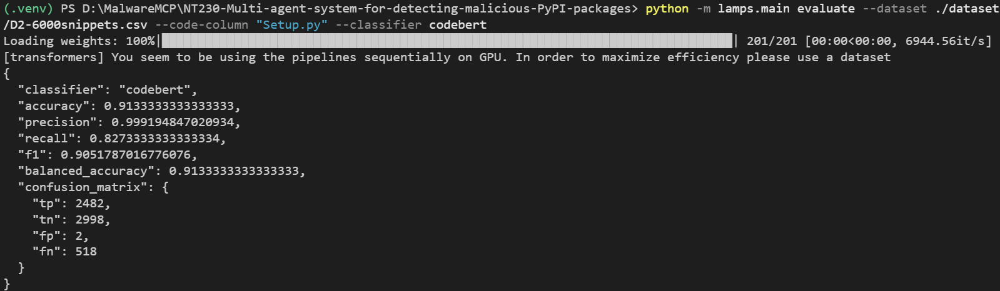 (.venv) PS D:\MalwareMCP\NT230-Multi-agent-system-for-detecting-malicious-PyPI-packages> python -m lamps.main evaluate --dataset ./dataset
/D2-6000snippets.csv --code-column "Setup.py" --classifier codebert
Loading weights: 100%|██████████| 201/201 [00:00<00:00, 6944.56it/s]
[transformers] You seem to be using the pipelines sequentially on GPU. In order to maximize efficiency please use a dataset
{
  "classifier": "codebert",
  "accuracy": 0.9133333333333333,
  "precision": 0.999194847020934,
  "recall": 0.8273333333333334,
  "f1": 0.9051787016776076,
  "balanced_accuracy": 0.9133333333333333,
  "confusion_matrix": {
    "tp": 2482,
    "tn": 2998,
    "fp": 2,
    "fn": 518
  }
}